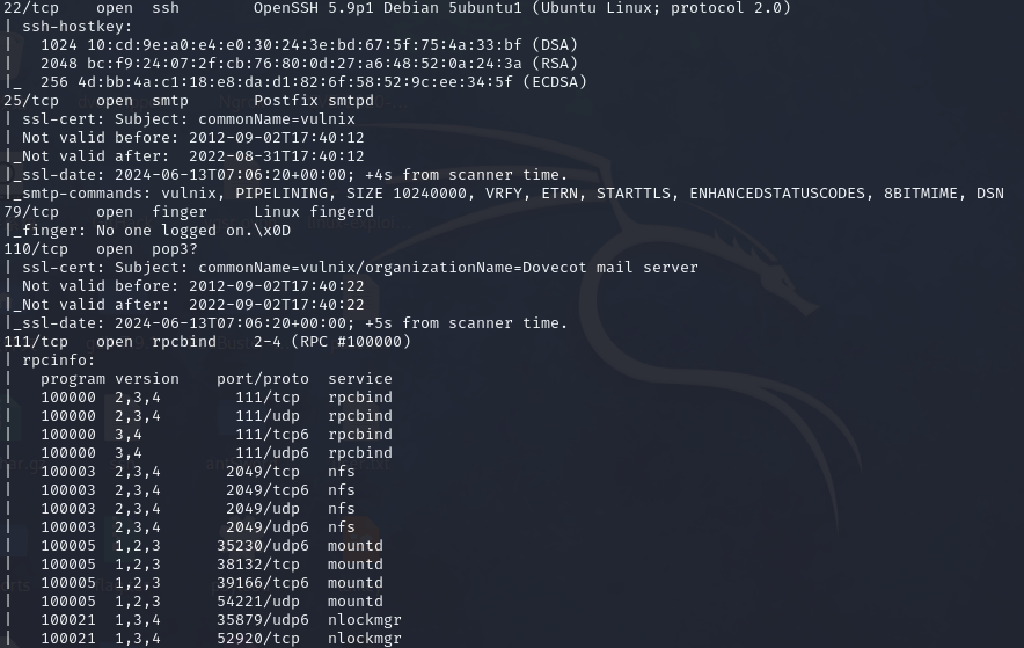 22/tcp    open  ssh         OpenSSH 5.9p1 Debian 5ubuntu1 (Ubuntu Linux; protocol 2.0)
| ssh-hostkey:
|   1024 10:cd:9e:a0:e4:e0:30:24:3e:bd:67:5f:75:4a:33:bf (DSA)
|   2048 bc:f9:24:07:2f:cb:76:80:0d:27:a6:48:52:0a:24:3a (RSA)
|_  256 4d:bb:4a:c1:18:e8:da:d1:82:6f:58:52:9c:ee:34:5f (ECDSA)
25/tcp    open  smtp        Postfix smtpd
| ssl-cert: Subject: commonName=vulnix
| Not valid before: 2012-09-02T17:40:12
|_Not valid after:  2022-08-31T17:40:12
|_ssl-date: 2024-06-13T07:06:20+00:00; +4s from scanner time.
|_smtp-commands: vulnix, PIPELINING, SIZE 10240000, VRFY, ETRN, STARTTLS, ENHANCEDSTATUSCODES, 8BITMIME, DSN
79/tcp    open  finger      Linux fingerd
|_finger: No one logged on.\x0D
110/tcp   open  pop3?
| ssl-cert: Subject: commonName=vulnix/organizationName=Dovecot mail server
| Not valid before: 2012-09-02T17:40:22
|_Not valid after:  2022-09-02T17:40:22
|_ssl-date: 2024-06-13T07:06:20+00:00; +5s from scanner time.
111/tcp   open  rpcbind     2-4 (RPC #100000)
| rpcinfo:
|   program version    port/proto  service
|   100000  2,3,4        111/tcp   rpcbind
|   100000  2,3,4        111/udp   rpcbind
|   100000  3,4          111/tcp6  rpcbind
|   100000  3,4          111/udp6  rpcbind
|   100003  2,3,4       2049/tcp   nfs
|   100003  2,3,4       2049/tcp6  nfs
|   100003  2,3,4       2049/udp   nfs
|   100003  2,3,4       2049/udp6  nfs
|   100005  1,2,3      35230/udp6  mountd
|   100005  1,2,3      38132/tcp   mountd
|   100005  1,2,3      39166/tcp6  mountd
|   100005  1,2,3      54221/udp   mountd
|   100021  1,3,4      35879/udp6  nlockmgr
|   100021  1,3,4      52920/tcp   nlockmgr